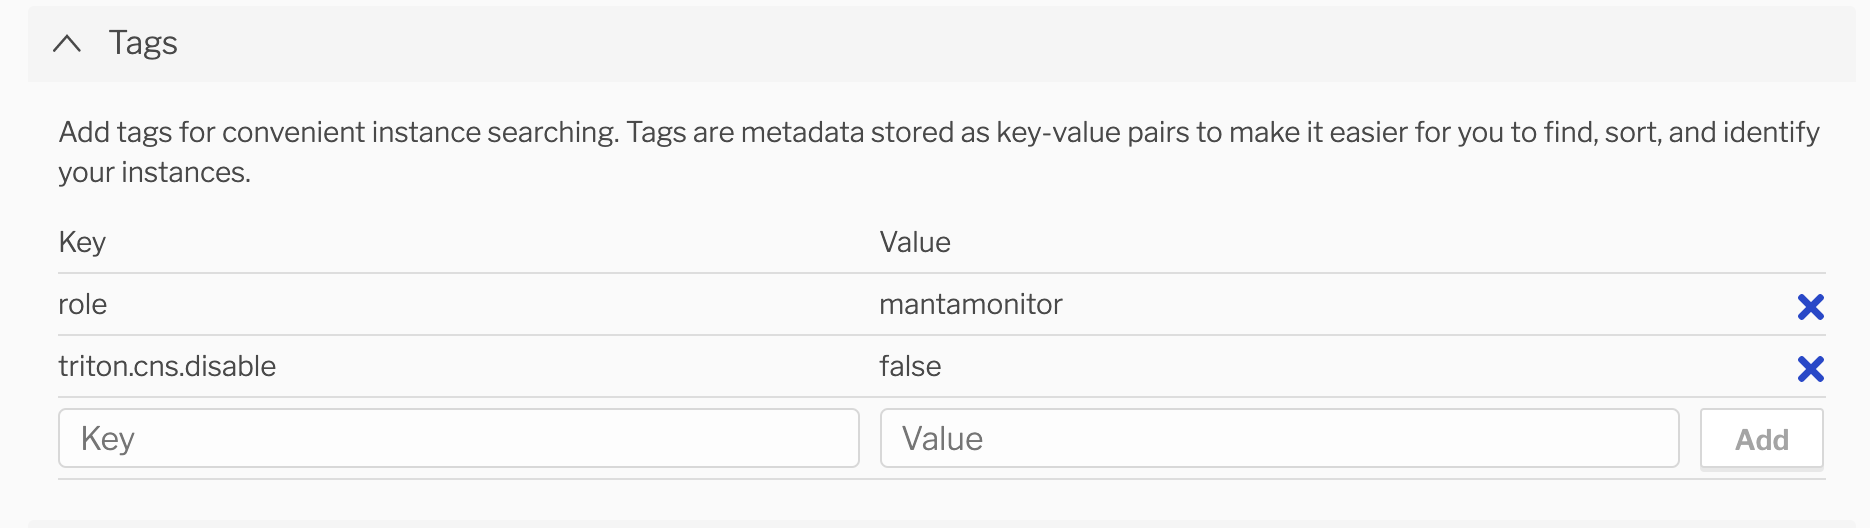 Tags
Add tags for convenient instance searching. Tags are metadata stored as key-value pairs to make it easier for you to find, sort, and identify
your instances.
Key Value
role mantamonitor
triton.cns.disable false
Key Value Add